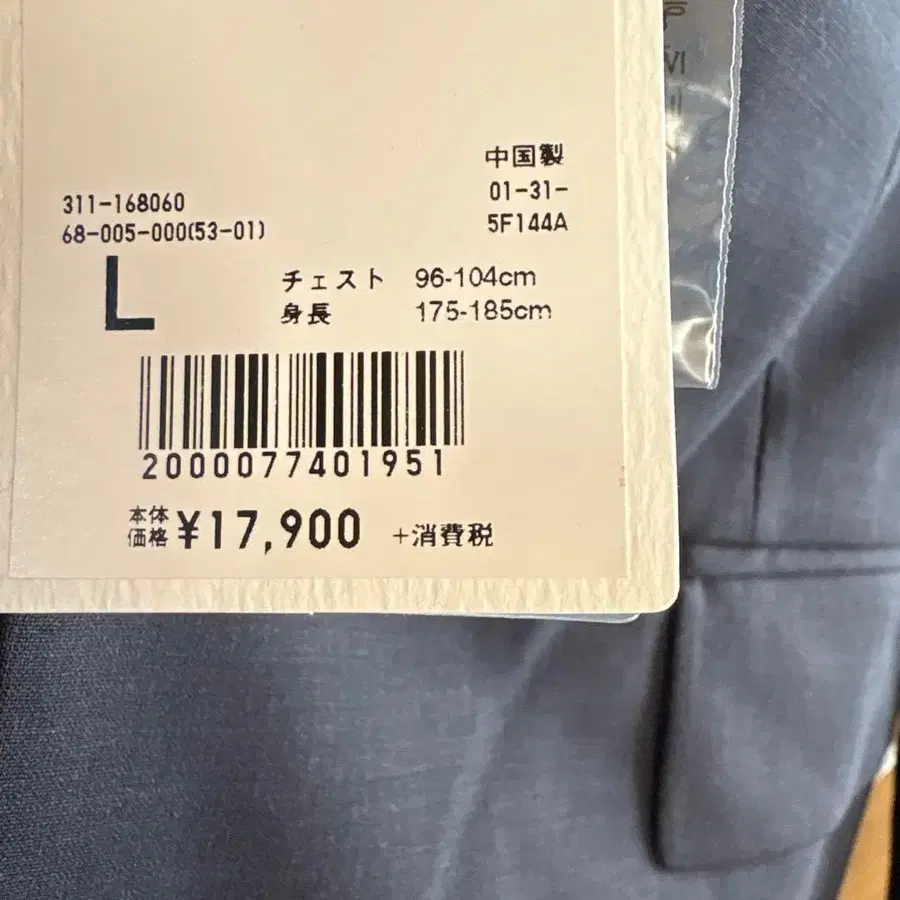 中国製
311-168060 01-31-
68-005-000(53-01) 5F144A
L チェスト 96-104cm
身長 175-185cm
2000077401951
本体価格 ¥17,900 +消費税